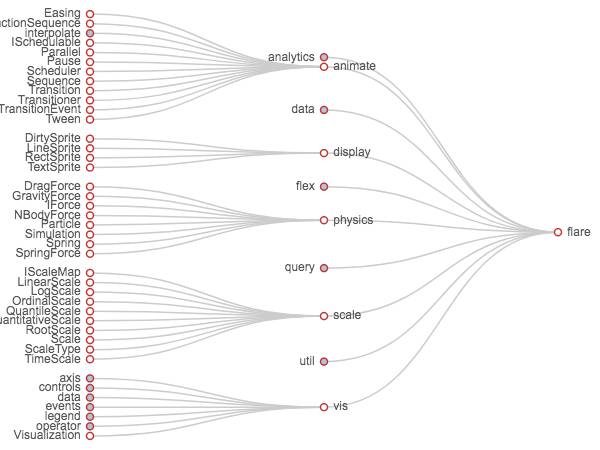 Easing
ctionSequence
interpolate
ISchedulable
Parallel
Pause
Scheduler
Sequence
Transition
Transitioner
TransitionEvent
Tween
DirtySprite
LineSprite
RectSprite
TextSprite
DragForce
GravityForce
IForce
NBodyForce
Particle
Simulation
Spring
SpringForce
IScaleMap
LinearScale
LogScale
OrdinalScale
QuantileScale
uantitativeScale
RootScale
Scale
ScaleType
TimeScale
axis
controls
data
events
legend
operator
Visualization
analytics
animate
data
display
flex
physics
query
scale
util
vis
flare